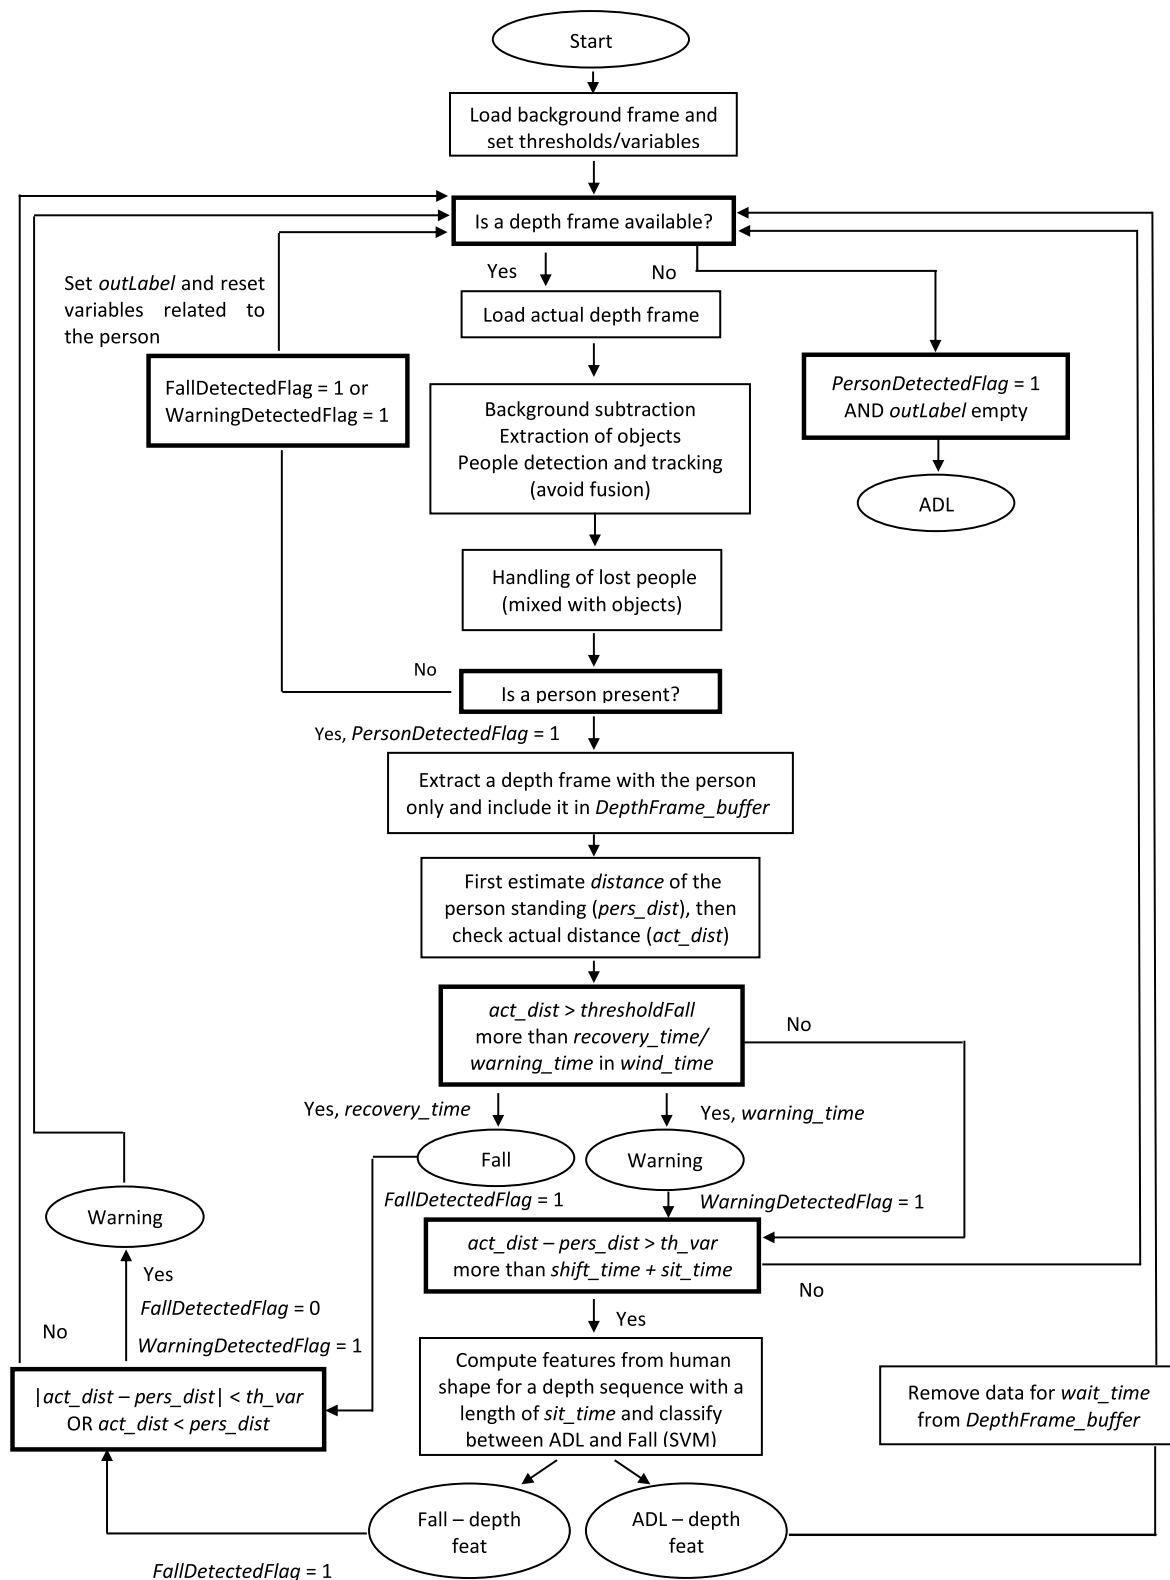 Start
Load background frame and
set thresholds/variables
Is a depth frame available?
Yes
No
Set outLabel and reset
variables related to
the person
Load actual depth frame
FallDetectedFlag = 1 or
WarningDetectedFlag = 1
PersonDetectedFlag = 1
AND outLabel empty
Background subtraction
Extraction of objects
People detection and tracking
(avoid fusion)
ADL
Handling of lost people
(mixed with objects)
No
Is a person present?
Yes, PersonDetectedFlag = 1
Extract a depth frame with the person
only and include it in DepthFrame_buffer
First estimate distance of the
person standing (pers_dist), then
check actual distance (act_dist)
act_dist > thresholdFall
more than recovery_time/
warning_time in wind_time
No
Yes, recovery_time
Yes, warning_time
Fall
Warning
FallDetectedFlag = 1
WarningDetectedFlag = 1
Warning
act_dist – pers_dist > th_var
more than shift_time + sit_time
No
Yes
FallDetectedFlag = 0
WarningDetectedFlag = 1
No
Yes
|act_dist – pers_dist| < th_var
OR act_dist < pers_dist
Compute features from human
shape for a depth sequence with a
length of sit_time and classify
between ADL and Fall (SVM)
Remove data for wait_time
from DepthFrame_buffer
Fall – depth
feat
ADL – depth
feat
FallDetectedFlag = 1